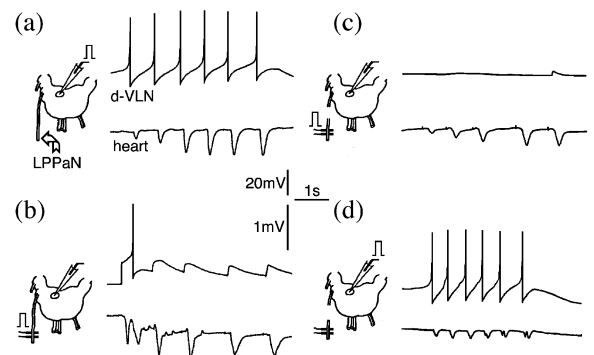 (a)
d-VLN
heart
LPPaN
(c)
20mV
1s
1mV
(b)
(d)